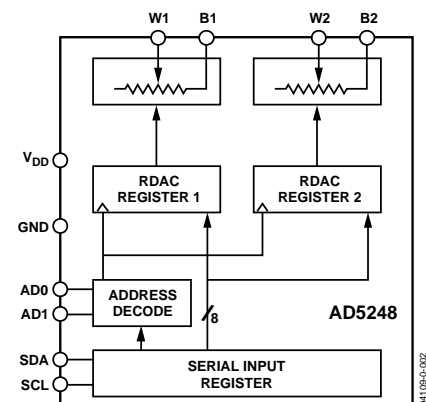 W1 B1 W2 B2
VDD
RDAC
REGISTER 1
RDAC
REGISTER 2
GND
AD0
AD1
ADDRESS
DECODE
8
AD5248
SDA
SCL
SERIAL INPUT
REGISTER
04109-0-002